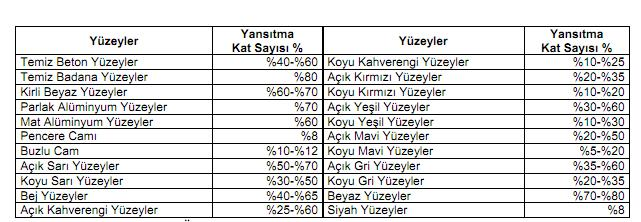 Yüzeyler Yansıtma Kat Sayısı % Yüzeyler Yansıtma Kat Sayısı %
Temiz Beton Yüzeyler %40-%60 Koyu Kahverengi Yüzeyler %10-%25
Temiz Badana Yüzeyler %80 Açık Kırmızı Yüzeyler %20-%35
Kirli Beyaz Yüzeyler %60-%70 Koyu Kırmızı Yüzeyler %10-%20
Parlak Alüminyum Yüzeyler %70 Açık Yeşil Yüzeyler %30-%60
Mat Alüminyum Yüzeyler %60 Koyu Yeşil Yüzeyler %10-%30
Pencere Camı %8 Açık Mavi Yüzeyler %20-%50
Buzlu Cam %10-%12 Koyu Mavi Yüzeyler %5-%20
Açık Sarı Yüzeyler %50-%70 Açık Gri Yüzeyler %35-%60
Koyu Sarı Yüzeyler %30-%50 Koyu Gri Yüzeyler %20-%35
Bej Yüzeyler %40-%65 Beyaz Yüzeyler %70-%80
Açık Kahverengi Yüzeyler %25-%60 Siyah Yüzeyler %8